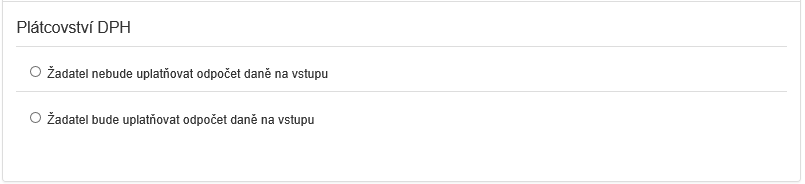 Plátcovství DPH
Žadatel nebude uplatňovat odpočet daně na vstupu
Žadatel bude uplatňovat odpočet daně na vstupu